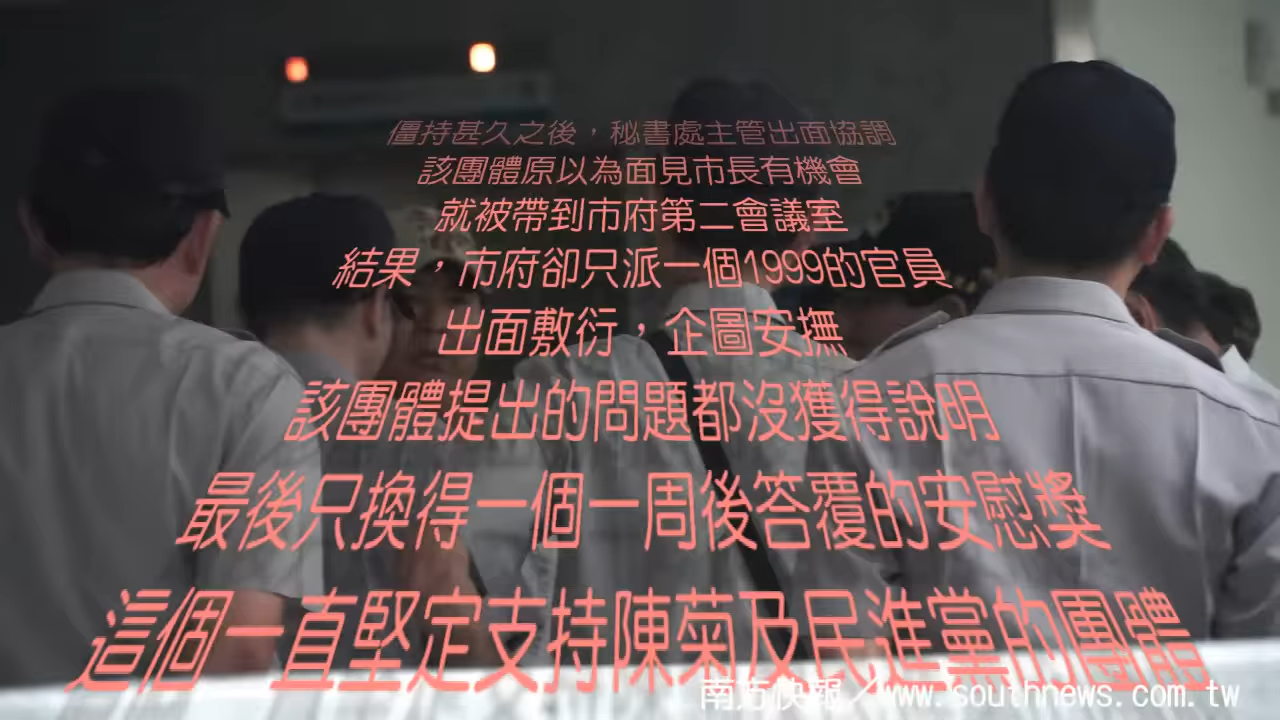 僵持甚久之後，秘書處主管出面協調
該團體原以為面見市長有機會
就被帶到市府第二會議室
結果，市府卻只派一個1999的官員
出面敷衍，企圖安撫
該團體提出的問題都沒獲得說明
最後只換得一個一周後答覆的安慰獎
這個一直堅定支持陳菊及民進黨的團體
南方快報／www.southnews.com.tw